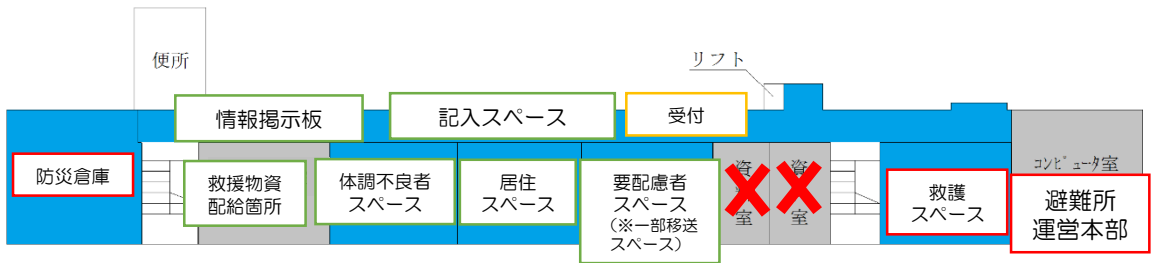 便所
リフト
情報掲示板
記入スペース
受付
防災倉庫
救援物資
配給箇所
体調不良者
スペース
居住
スペース
要配慮者
スペース
(※一部移送
スペース)
資
室
資
室
救護
スペース
コンピュータ室
避難所
運営本部